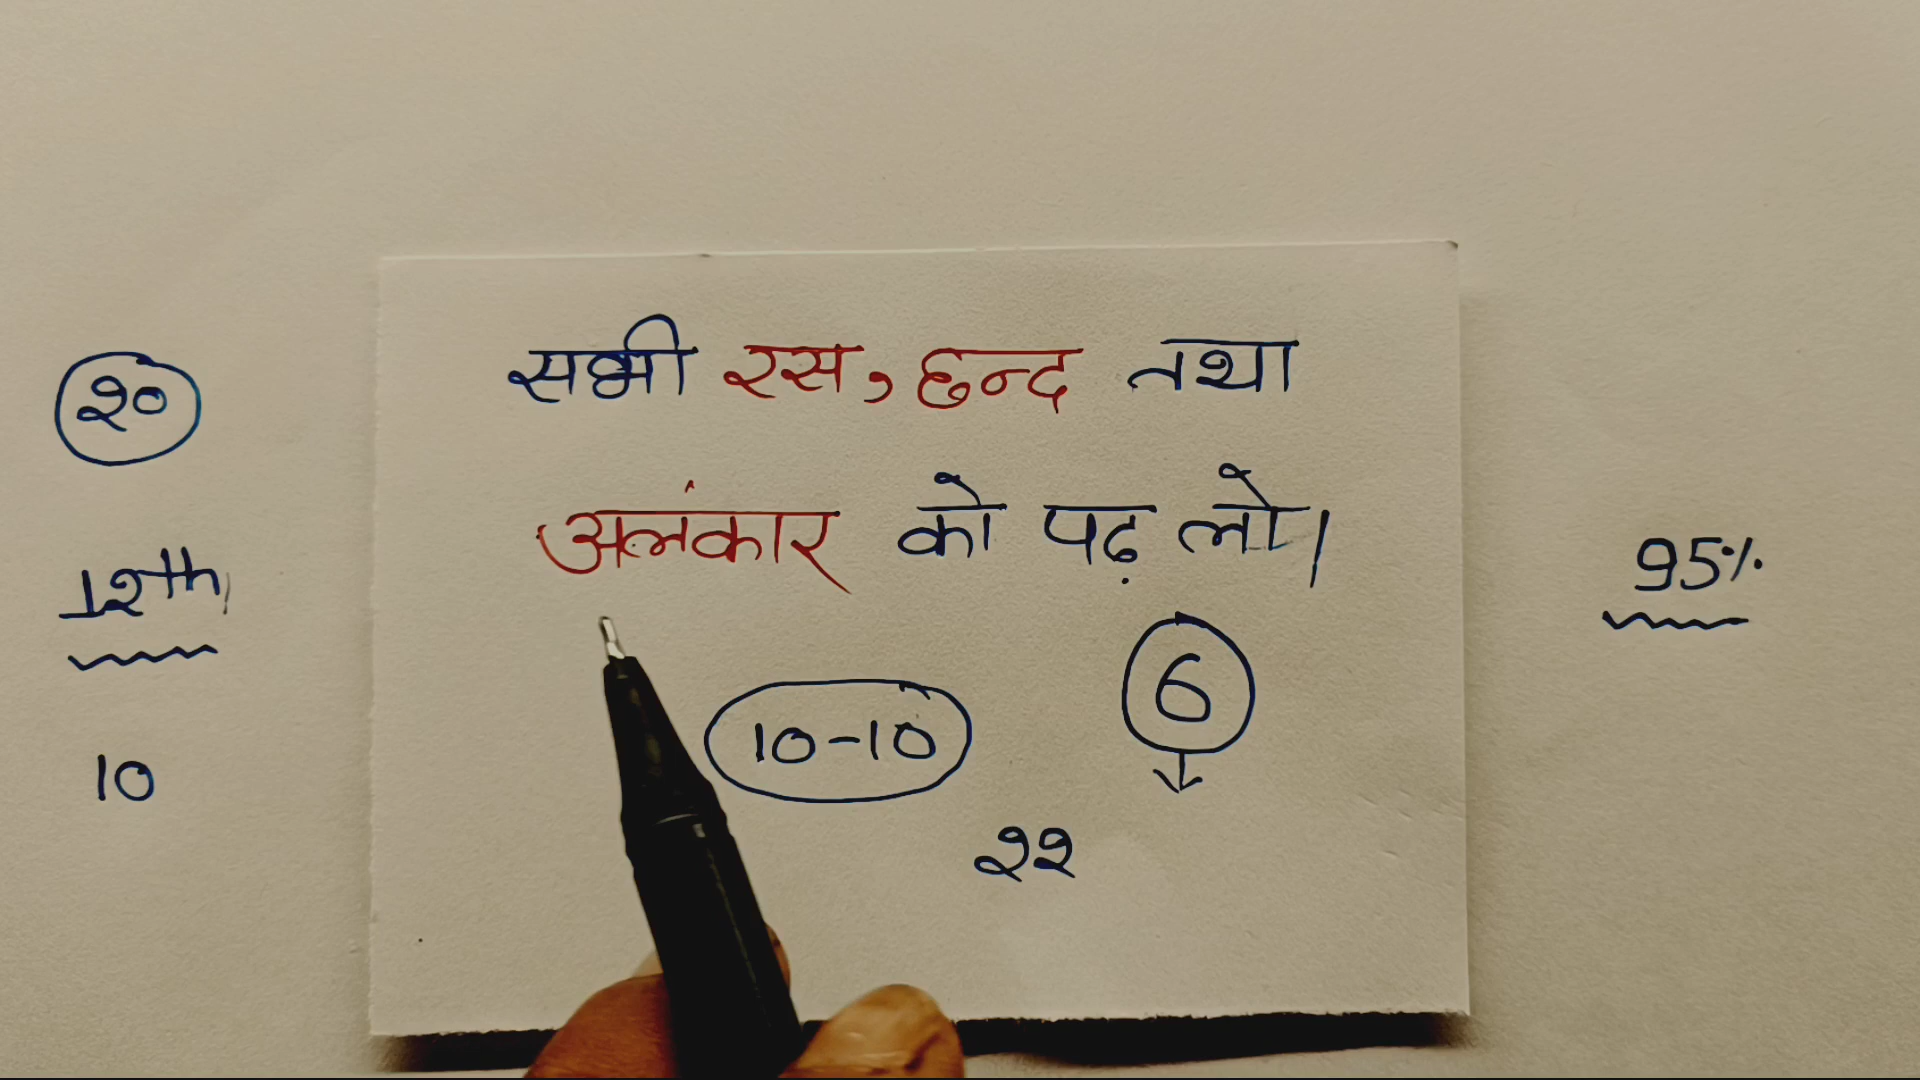 सभी रस, छन्द तथा
अलंकार को पढ़ लो।
२०
12th
10
10-10
6
२२
95%